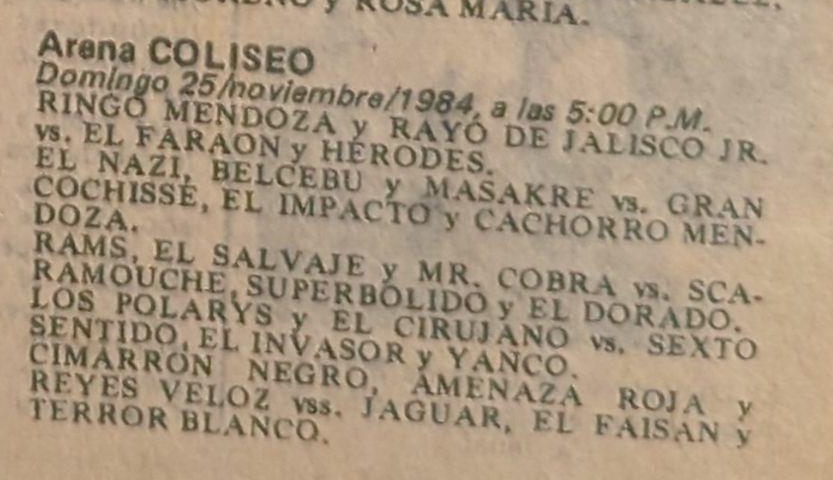 y ROSA MARIA.
Arena COLISEO
Domingo 25/noviembre/1984, a las 5:00 P.M.
RINGO MENDOZA y RAYO DE JALISCO JR.
vs. EL FARAON y HERODES.
EL NAZI, BELCEBU y MASAKRE vs. GRAN
COCHISSE, EL IMPACTO y CACHORRO MEN-
DOZA.
RAMS, EL SALVAJE y MR. COBRA vs. SCA-
RAMOUCHE, SUPERBOLIDO y EL DORADO.
LOS POLARYS y EL CIRUJANO vs. SEXTO
SENTIDO, EL INVASOR y YANCO.
CIMARRON NEGRO, AMENAZA ROJA y
REYES VELOZ vss. JAGUAR, EL FAISAN y
TERROR BLANCO.